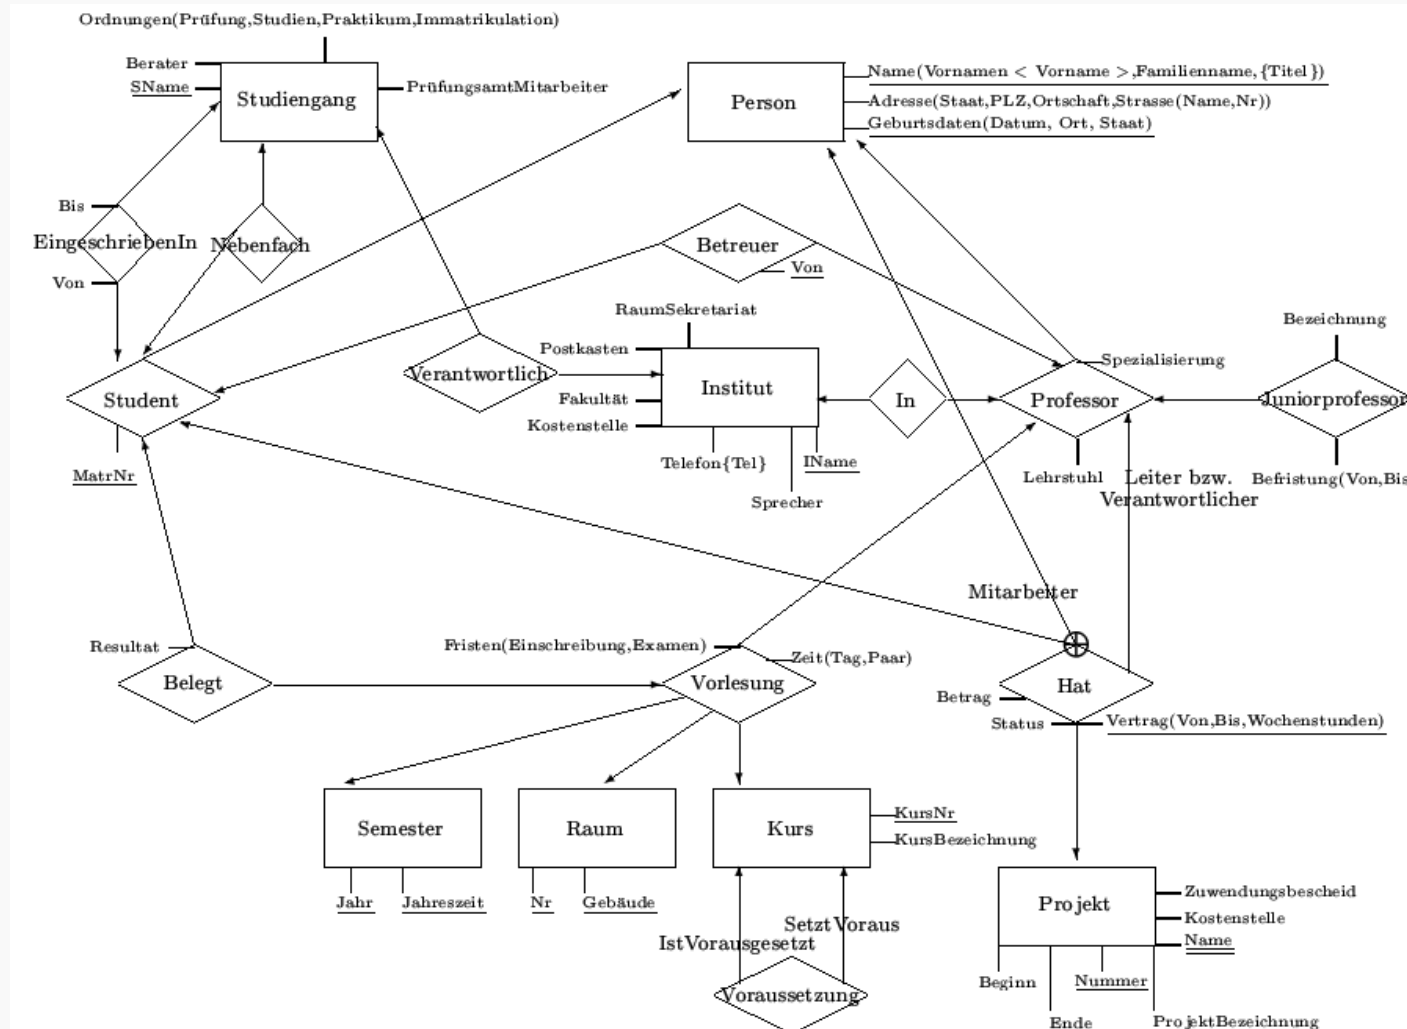 Ordnungen(Prüfung,Studien,Praktikum,Immatrikulation)
Berater
SName
Studiengang
PrüfungsamtMitarbeiter
Person
Name(Vornamen < Vorname >,Familienname,{Titel})
Adresse(Staat,PLZ,Ortschaft,Strasse(Name,Nr))
Geburtsdaten(Datum, Ort, Staat)
Bis
EingeschriebenIn
Nebenfach
Von
Betreuer
Von
RaumSekretariat
Postkasten
Fakultät
Kostenstelle
Institut
Verantwortlich
Telefon{Tel}
IName
Sprecher
In
Spezialisierung
Professor
Lehrstuhl
Bezeichnung
Juniorprofessor
Befristung(Von,Bis
Leiter bzw.
Verantwortlicher
Student
MatrNr
Mitarbeiter
Resultat
Belegt
Fristen(Einschreibung,Examen)
Zeit(Tag,Paar)
Vorlesung
Hat
Betrag
Status
Vertrag(Von,Bis,Wochenstunden)
Semester
Jahr
Jahreszeit
Raum
Nr
Gebäude
Kurs
KursNr
KursBezeichnung
SetztVoraus
IstVorausgesetzt
Voraussetzung
Projekt
Zuwendungsbescheid
Kostenstelle
Name
Beginn
Nummer
Ende
ProjektBezeichnung